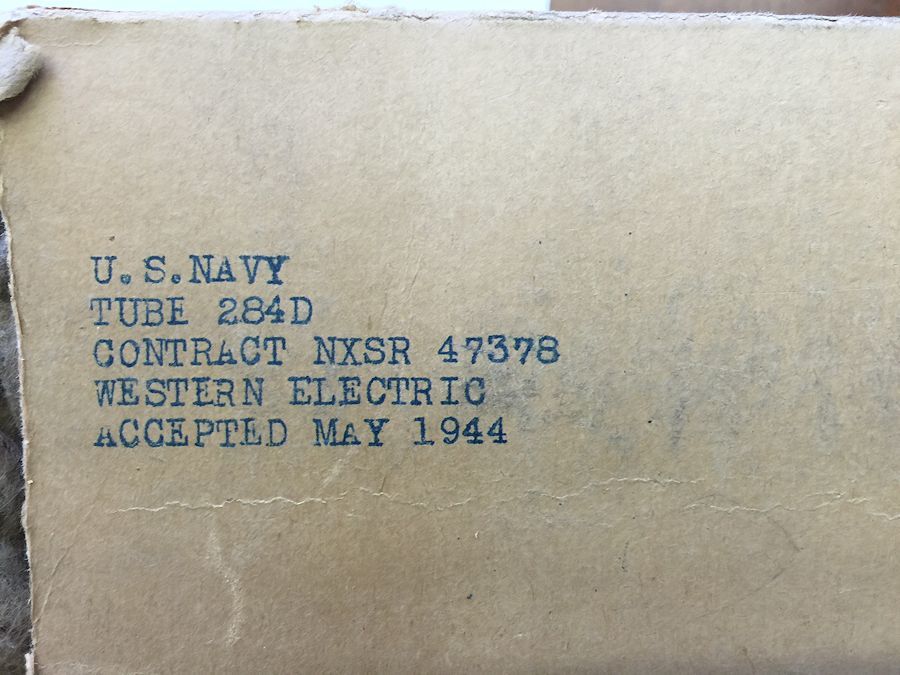 U.S.NAVY
TUBE 284D
CONTRACT NXSR 47378
WESTERN ELECTRIC
ACCEPTED MAY 1944